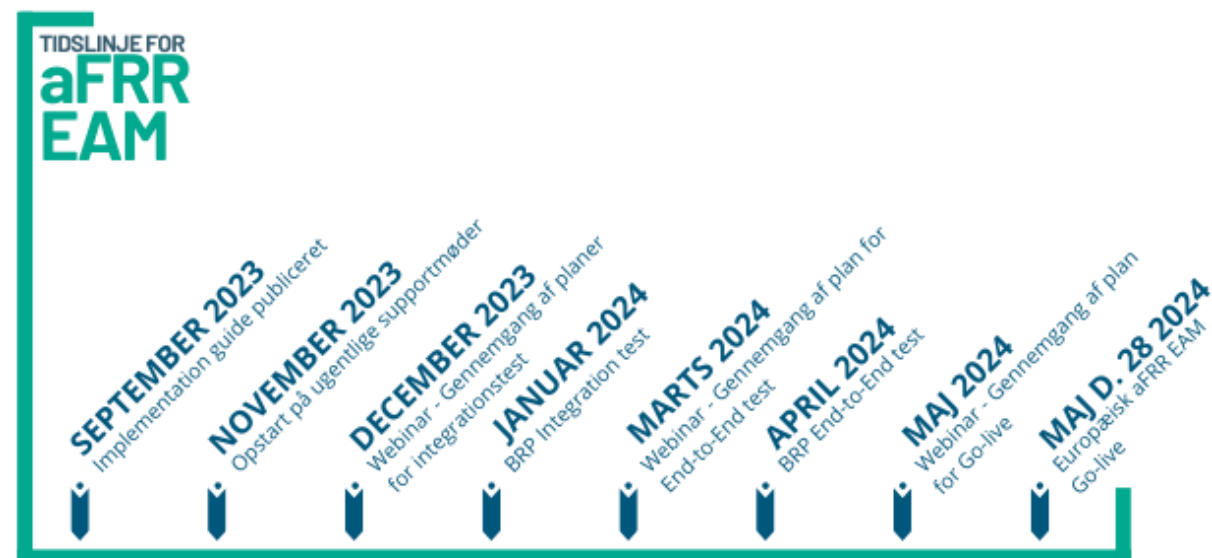 TIDSLINJE FOR
aFRR
EAM
SEPTEMBER 2023
Implementation guide publiceret
NOVEMBER 2023
Opstart på ugentlige supportmøder
DECEMBER 2023
Webinar - Gennemgang af planer
for integrationstest
JANUAR 2024
BRP Integration test
MARTS 2024
Webinar - Gennemgang af plan for
End-to-End test
APRIL 2024
BRP End-to-End test
MAJ 2024
Webinar - Gennemgang af plan
for Go-live
MAJ D. 28 2024
Europæisk aFRR EAM
Go-live